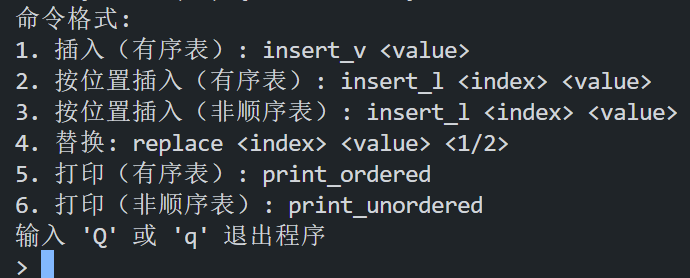 命令格式:
1. 插入（有序表）: insert_v <value>
2. 按位置插入（有序表）: insert_l <index> <value>
3. 按位置插入（非顺序表）: insert_l <index> <value>
4. 替换: replace <index> <value> <1/2>
5. 打印（有序表）: print_ordered
6. 打印（非顺序表）: print_unordered
输入 'Q' 或 'q' 退出程序
>